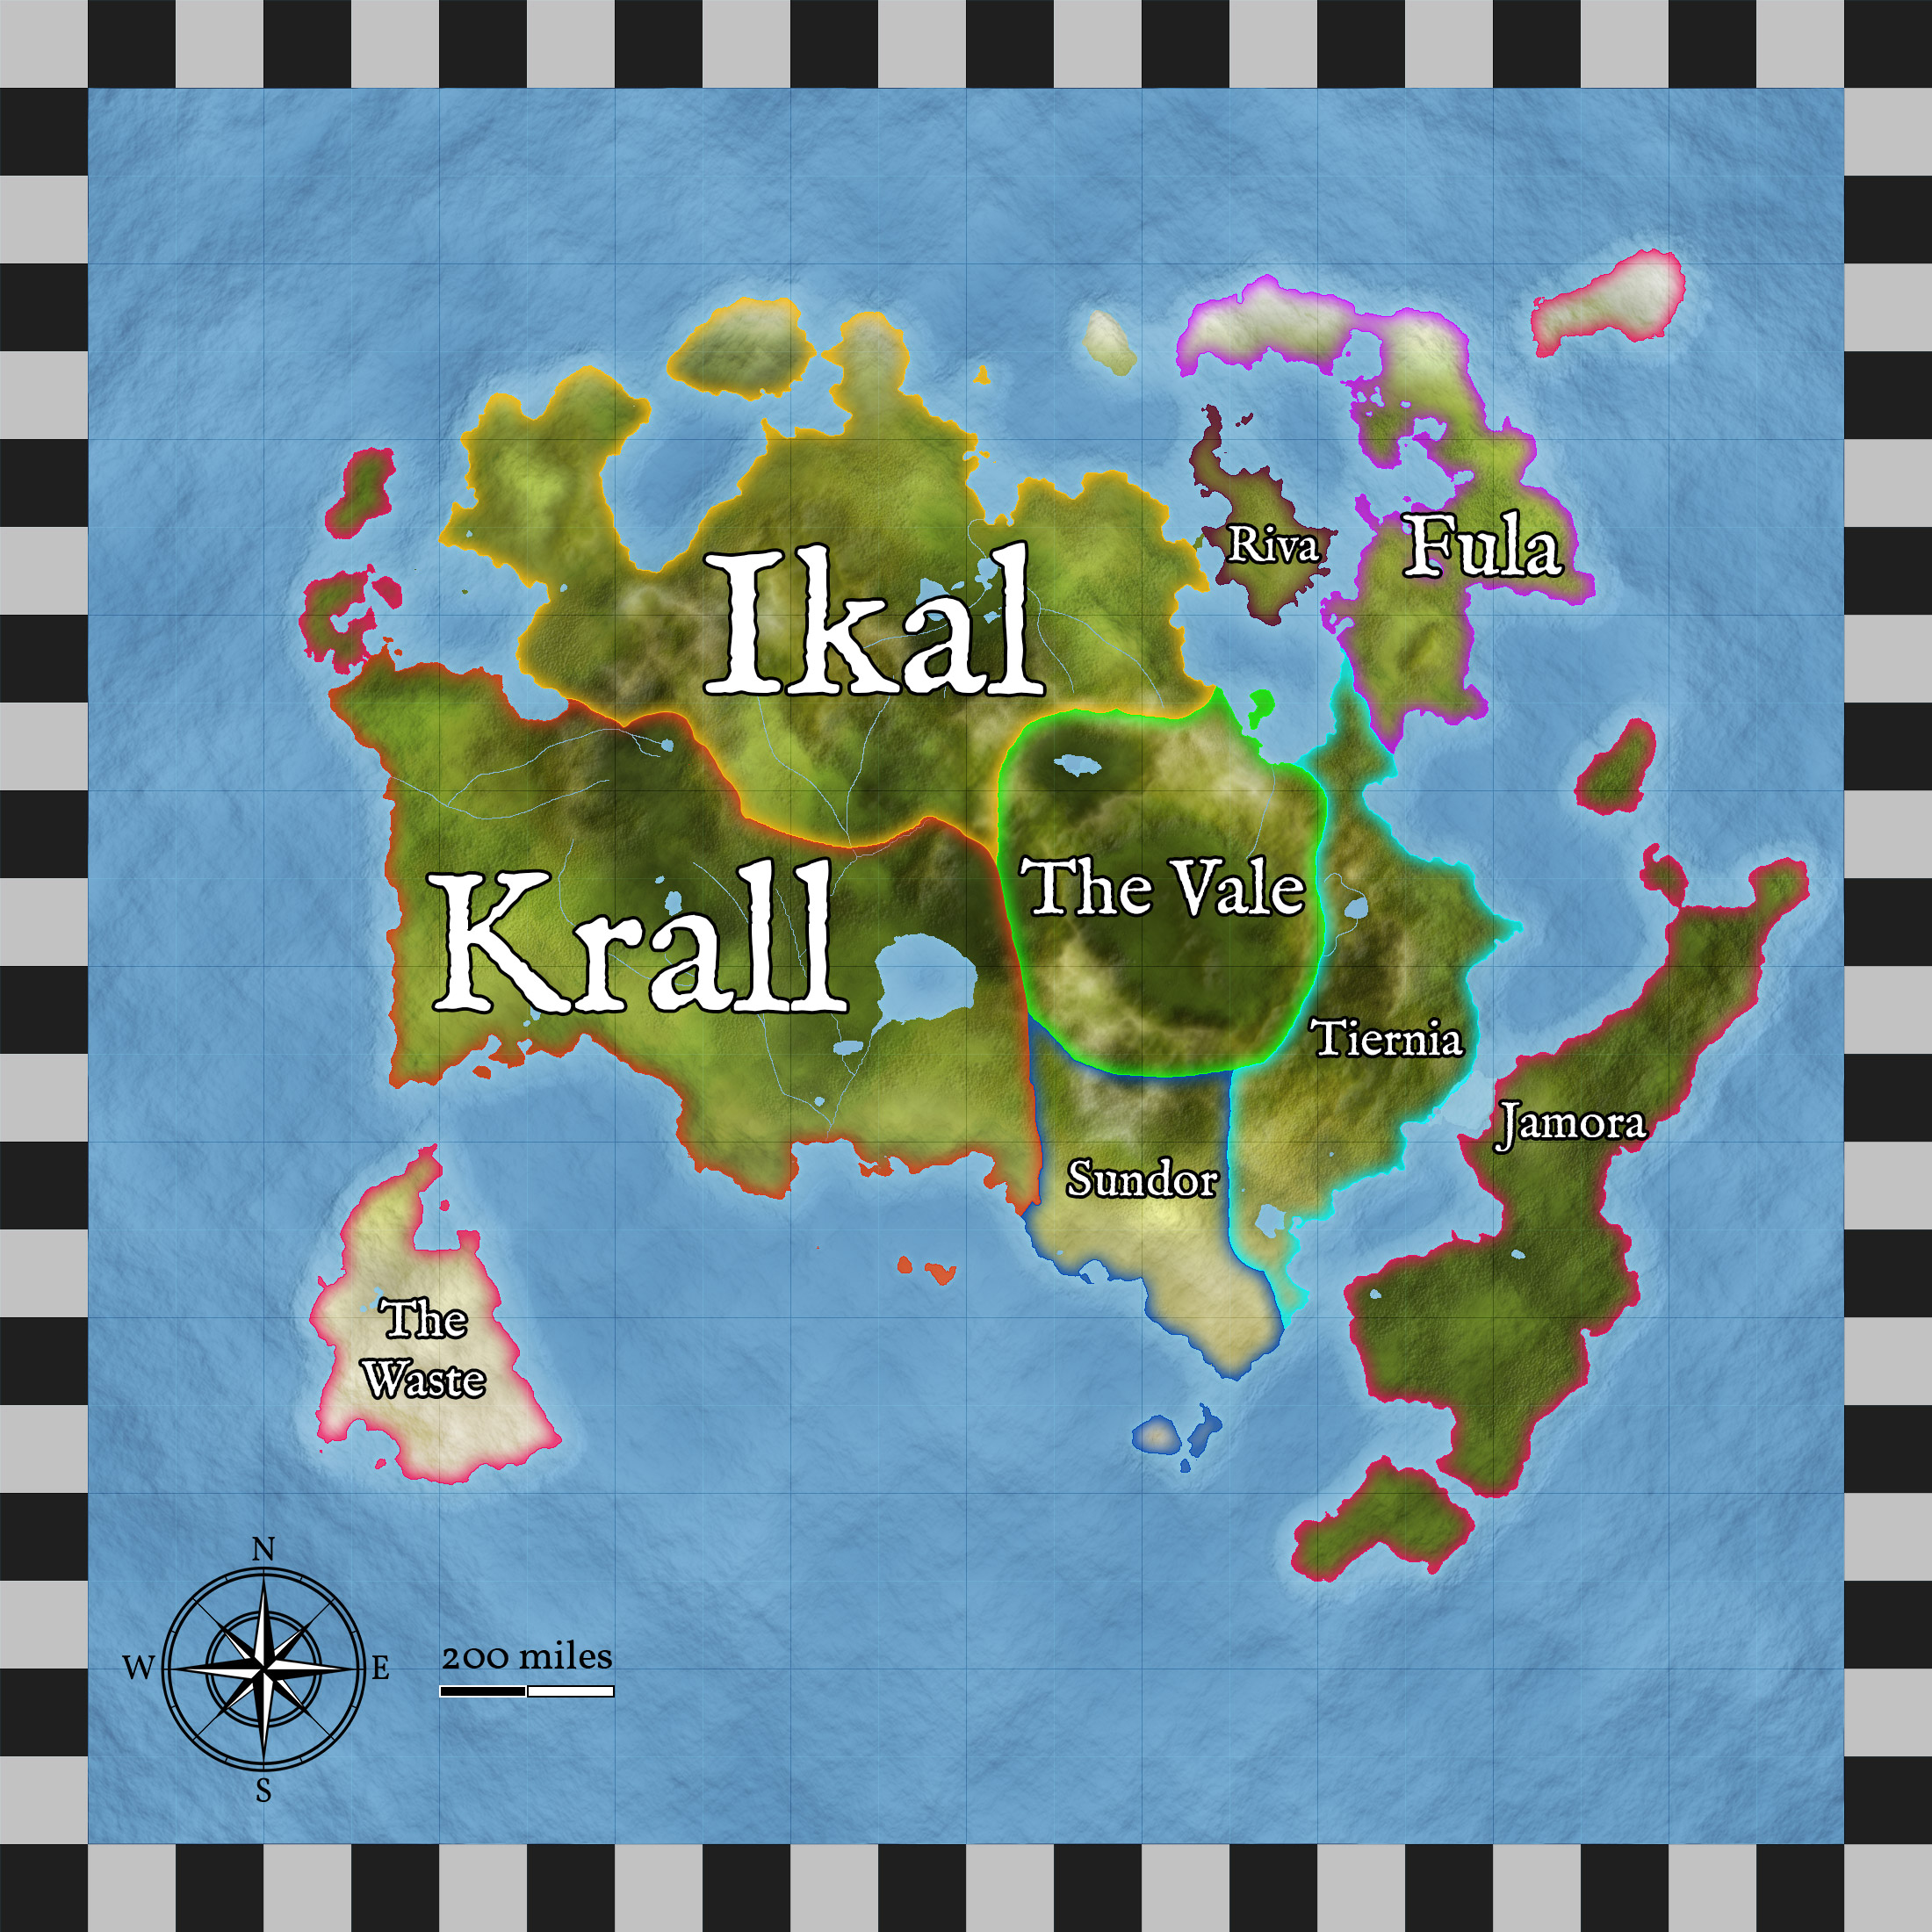 Riva
Fula
Ikal
The Vale
Krall
Tiernia
Jamora
Sundor
The
Waste
N
W
E
S
200 miles